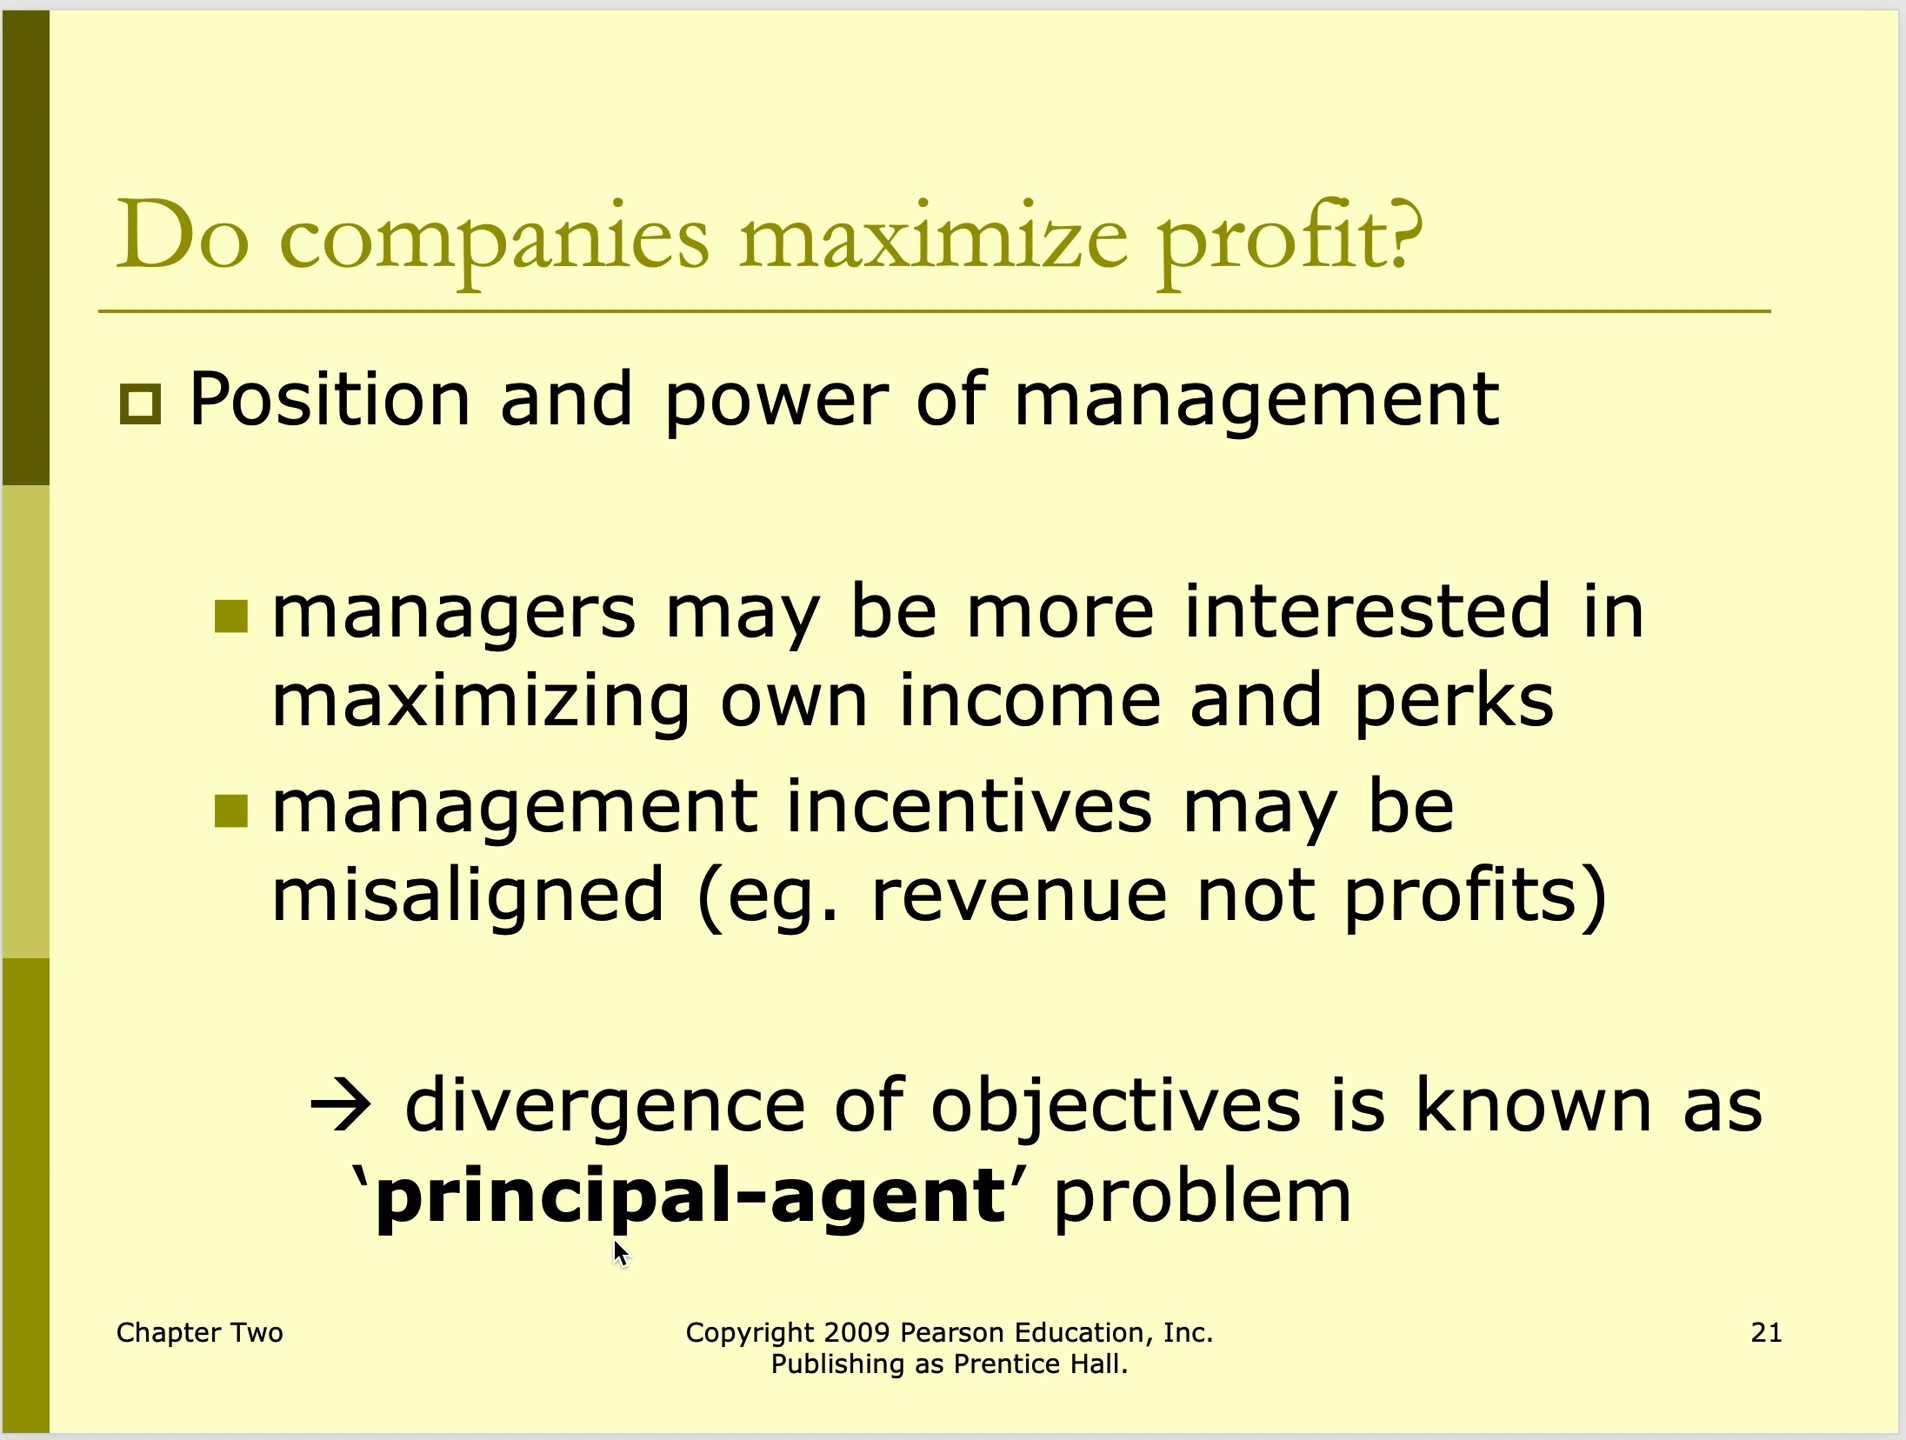 Do companies maximize profit?
Position and power of management
managers may be more interested in
maximizing own income and perks
management incentives may be
misaligned (eg. revenue not profits)
→ divergence of objectives is known as
‘principal-agent’ problem
Chapter Two
Copyright 2009 Pearson Education, Inc.
Publishing as Prentice Hall.
21